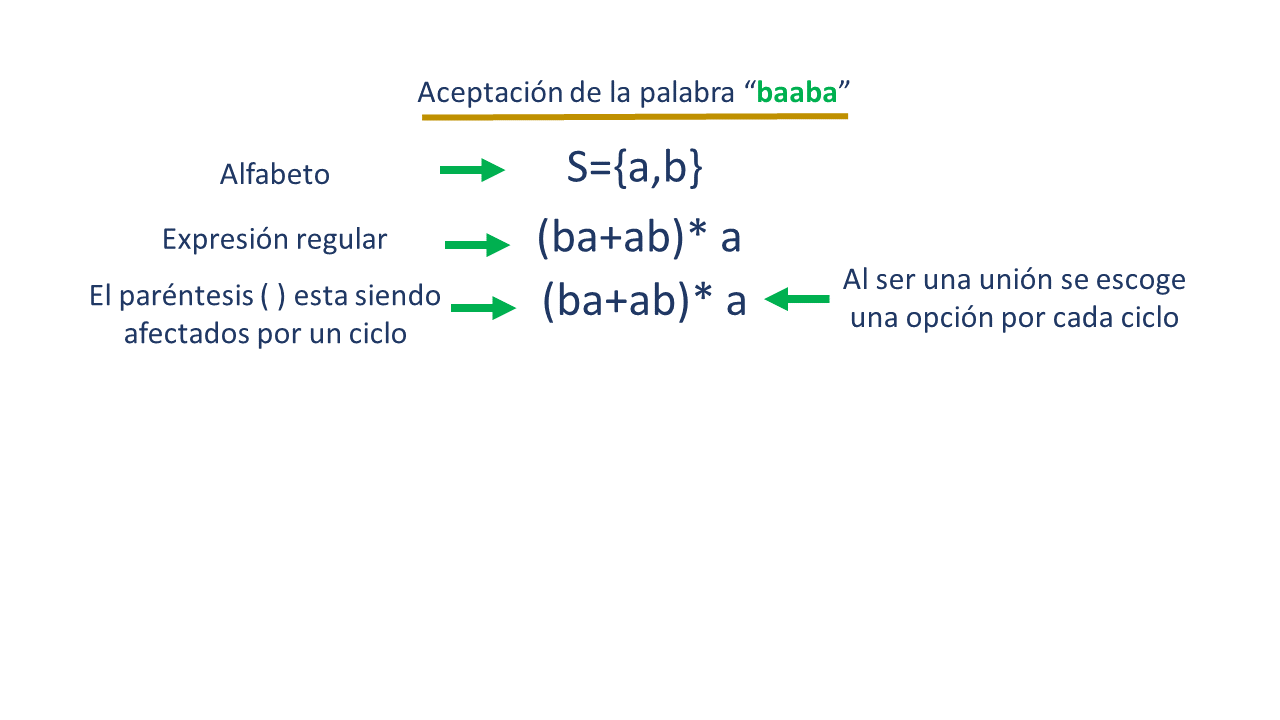 Aceptación de la palabra “baaba”
Alfabeto
S={a,b}
Expresión regular
(ba+ab)* a
El paréntesis ( ) esta siendo
afectados por un ciclo
(ba+ab)* a
Al ser una unión se escoge
una opción por cada ciclo